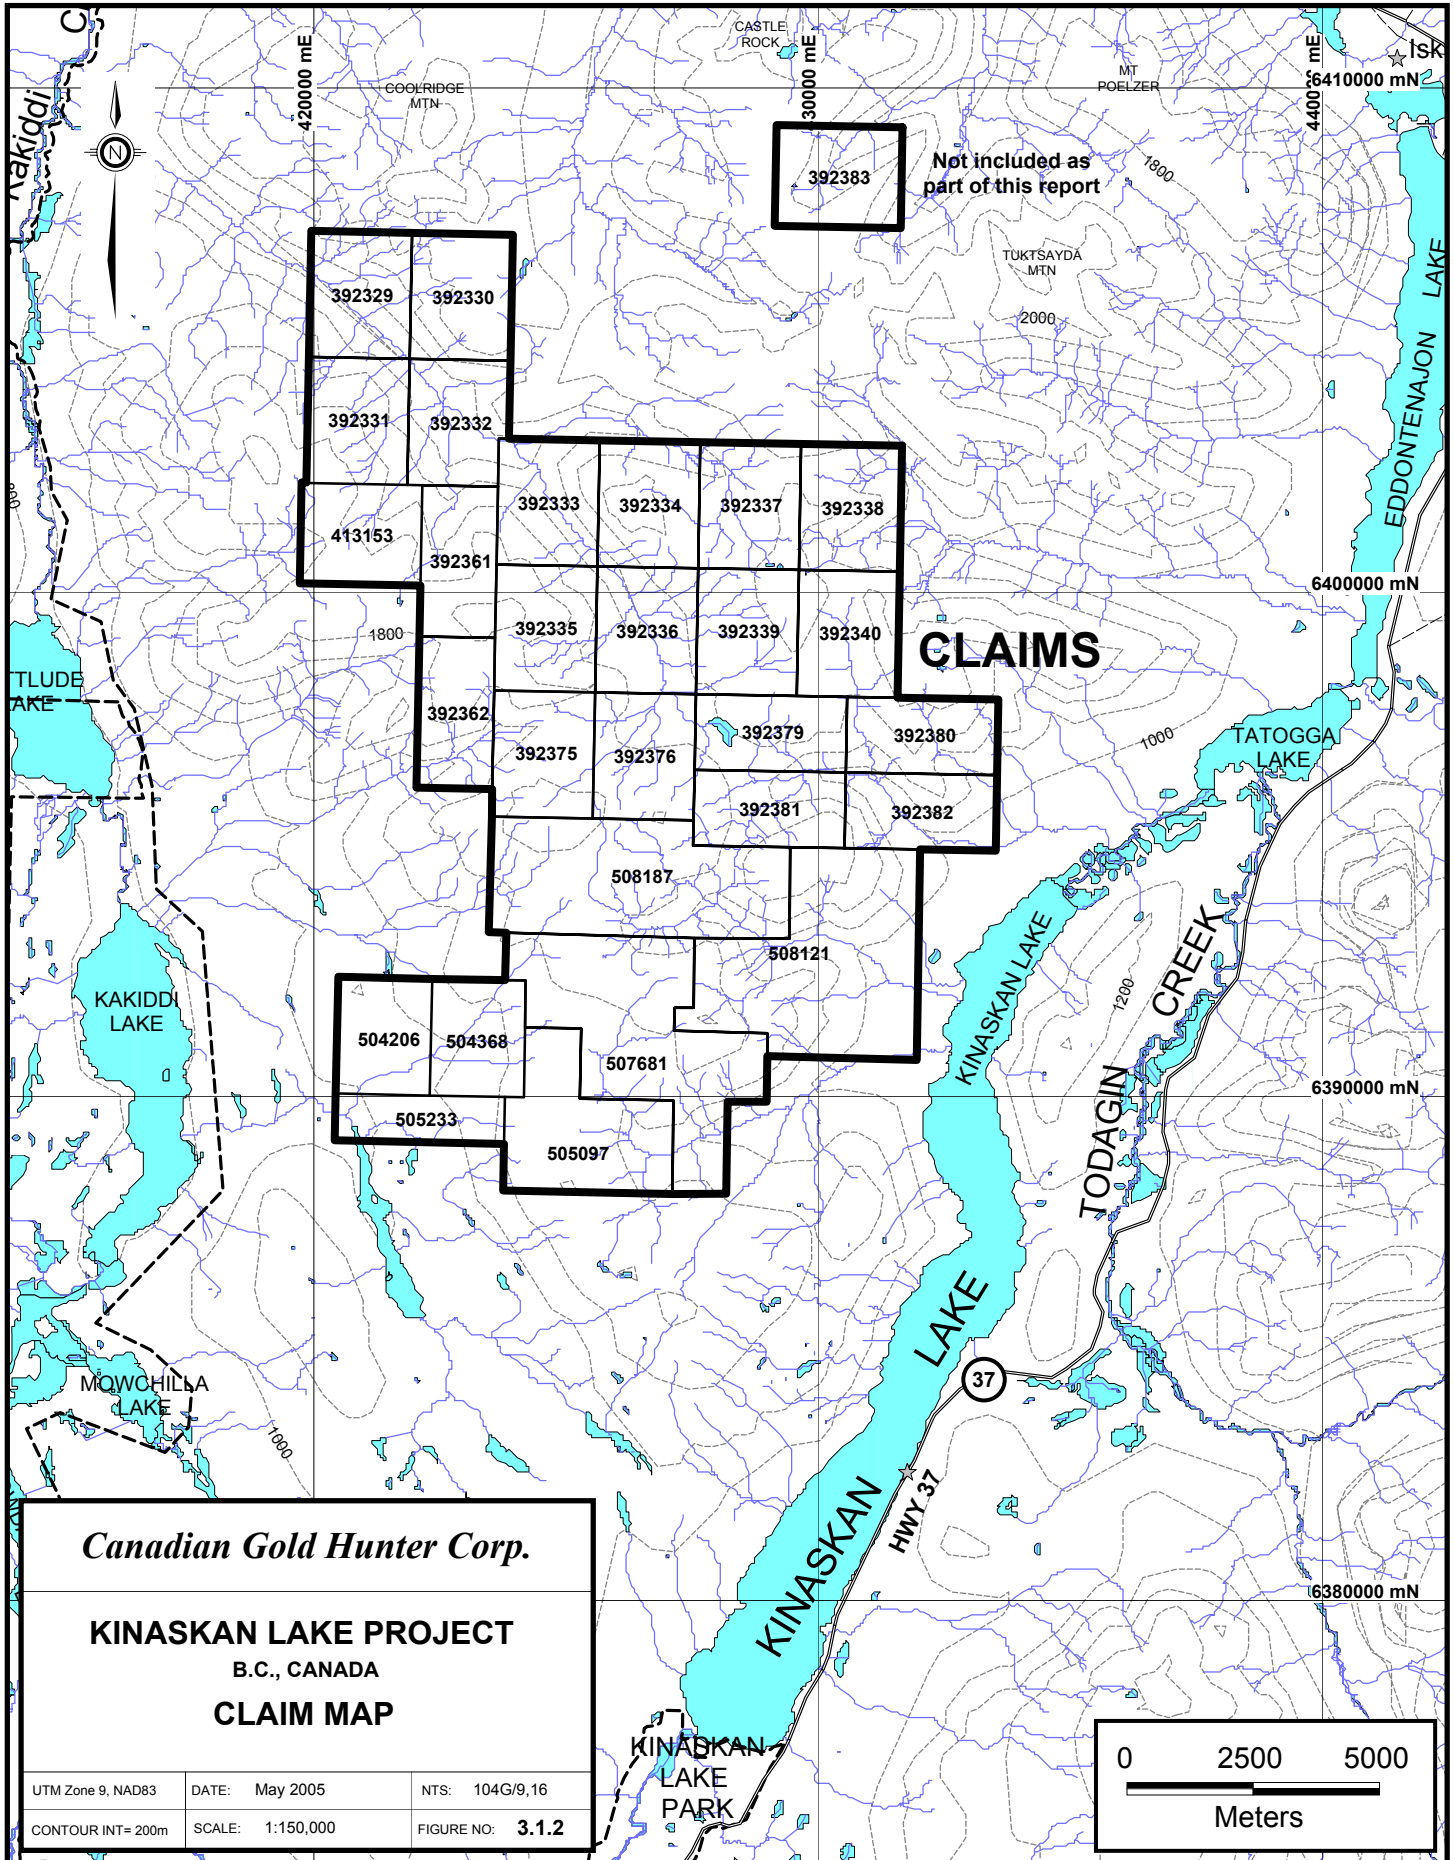 CASTLE
ROCK
Isk
MT
POELZER
6410000 mN
COOLRIDGE
MTN
420000 mE
30000 mE
mE
Kakiddi
C
392383
Not included as
part of this report
1800
TUKTSAYDA
MTN
2000
EDDONTENAJON LAKE
392329
392330
392331
392332
392333
392334
392337
392338
413153
392361
6400000 mN
392335
392336
392339
392340
1800
CLAIMS
TTLUDE
AKE
392362
392375
392376
392379
392380
1000
TATOGGA
LAKE
392381
392382
508187
508121
KINASKAN LAKE
1200
TODAGIN CREEK
KAKIDDI
LAKE
504206
504368
507681
6390000 mN
505233
505097
MOWCHILLA
LAKE
1000
37
HWY 37
KINASKAN LAKE
6380000 mN
Canadian Gold Hunter Corp.
KINASKAN LAKE PROJECT
B.C., CANADA
CLAIM MAP
UTM Zone 9, NAD83 DATE: May 2005 NTS: 104G/9,16
CONTOUR INT= 200m SCALE: 1:150,000 FIGURE NO: 3.1.2
KINASKAN
LAKE
PARK
0 2500 5000
Meters